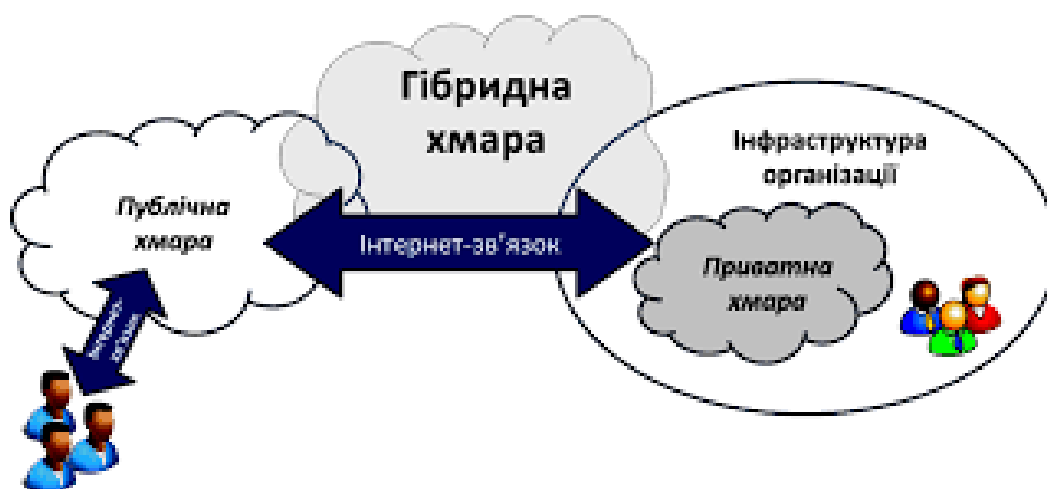 Гібридна
хмара
Інфраструктура
організації
Публічна
хмара
Інтернет-зв'язок
Приватна
хмара